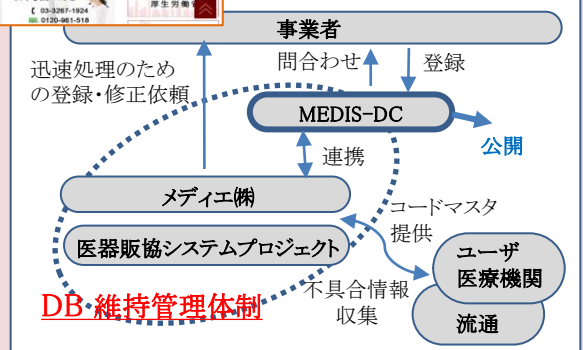 03-3267-1924
0120-961-518
厚生労働省
事業者
問合わせ
登録
迅速処理のため
の登録・修正依頼
MEDIS-DC
公開
連携
メディエ㈱
コードマスタ
提供
医器販協システムプロジェクト
ユーザ
医療機関
DB 維持管理体制
不具合情報
収集
流通